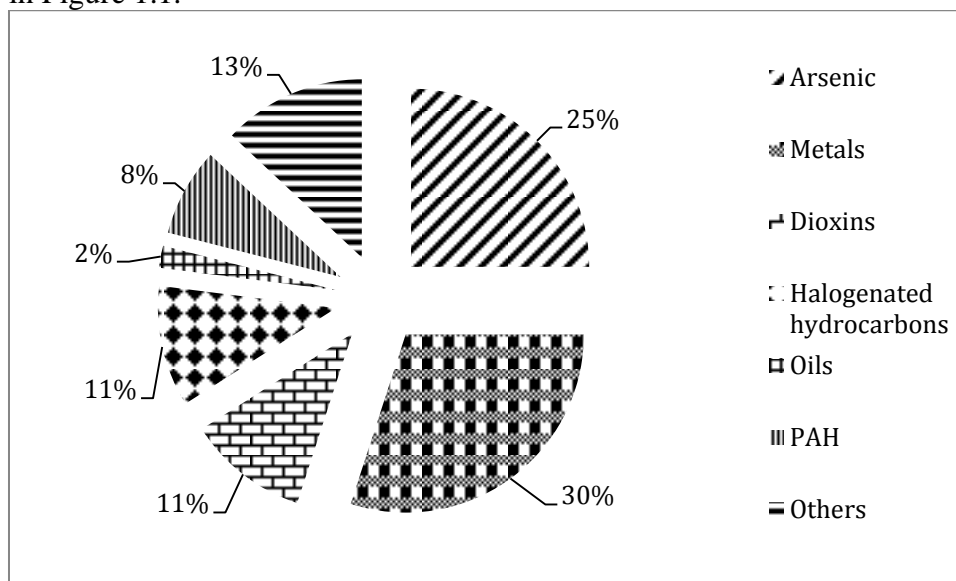 in Figure 1.1.
13%
25%
8%
2%
11%
11%
30%
Arsenic
Metals
Dioxins
Halogenated
hydrocarbons
Oils
PAH
Others